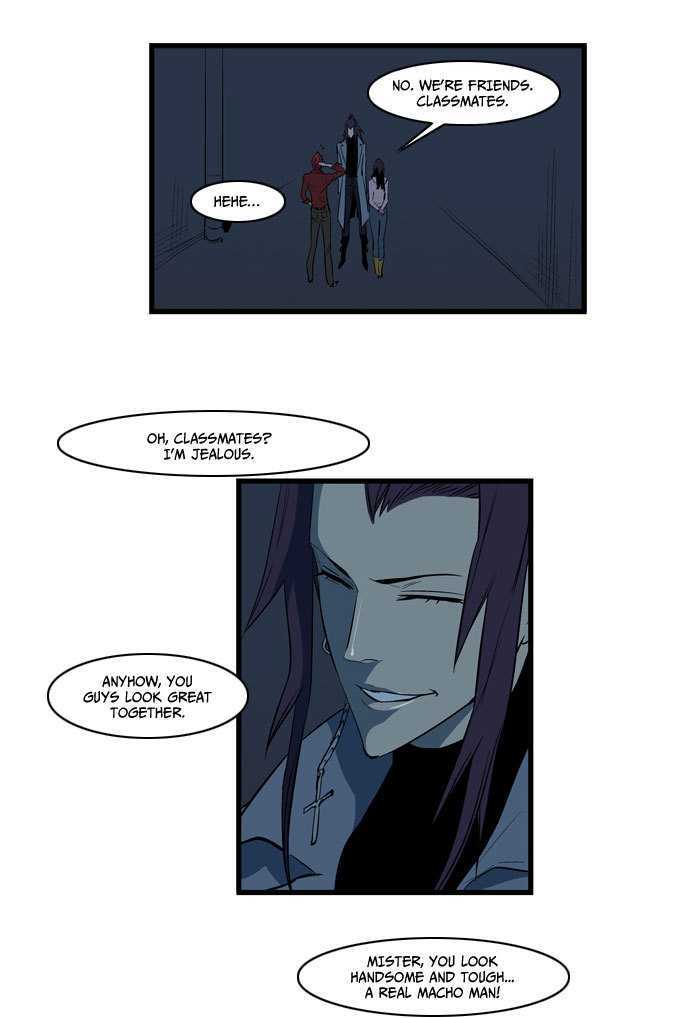 NO. WE'RE FRIENDS.
CLASSMATES.
HEHE...
OH, CLASSMATES?
I'M JEALOUS.
ANYHOW, YOU
GUYS LOOK GREAT
TOGETHER.
MISTER, YOU LOOK
HANDSOME AND TOUGH...
A REAL MACHO MAN!